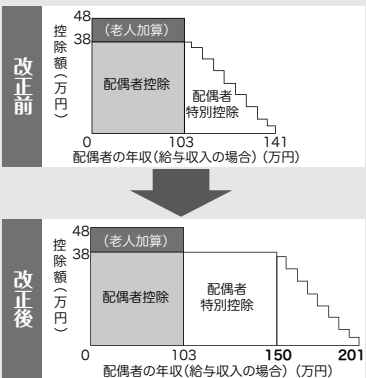 改正前
控除額（万円）
48
38
（老人加算）
配偶者控除
配偶者
特別控除
0
103
141
配偶者の年収（給与収入の場合）（万円）
改正後
控除額（万円）
48
38
（老人加算）
配偶者控除
配偶者
特別控除
0
103
150
201
配偶者の年収（給与収入の場合）（万円）